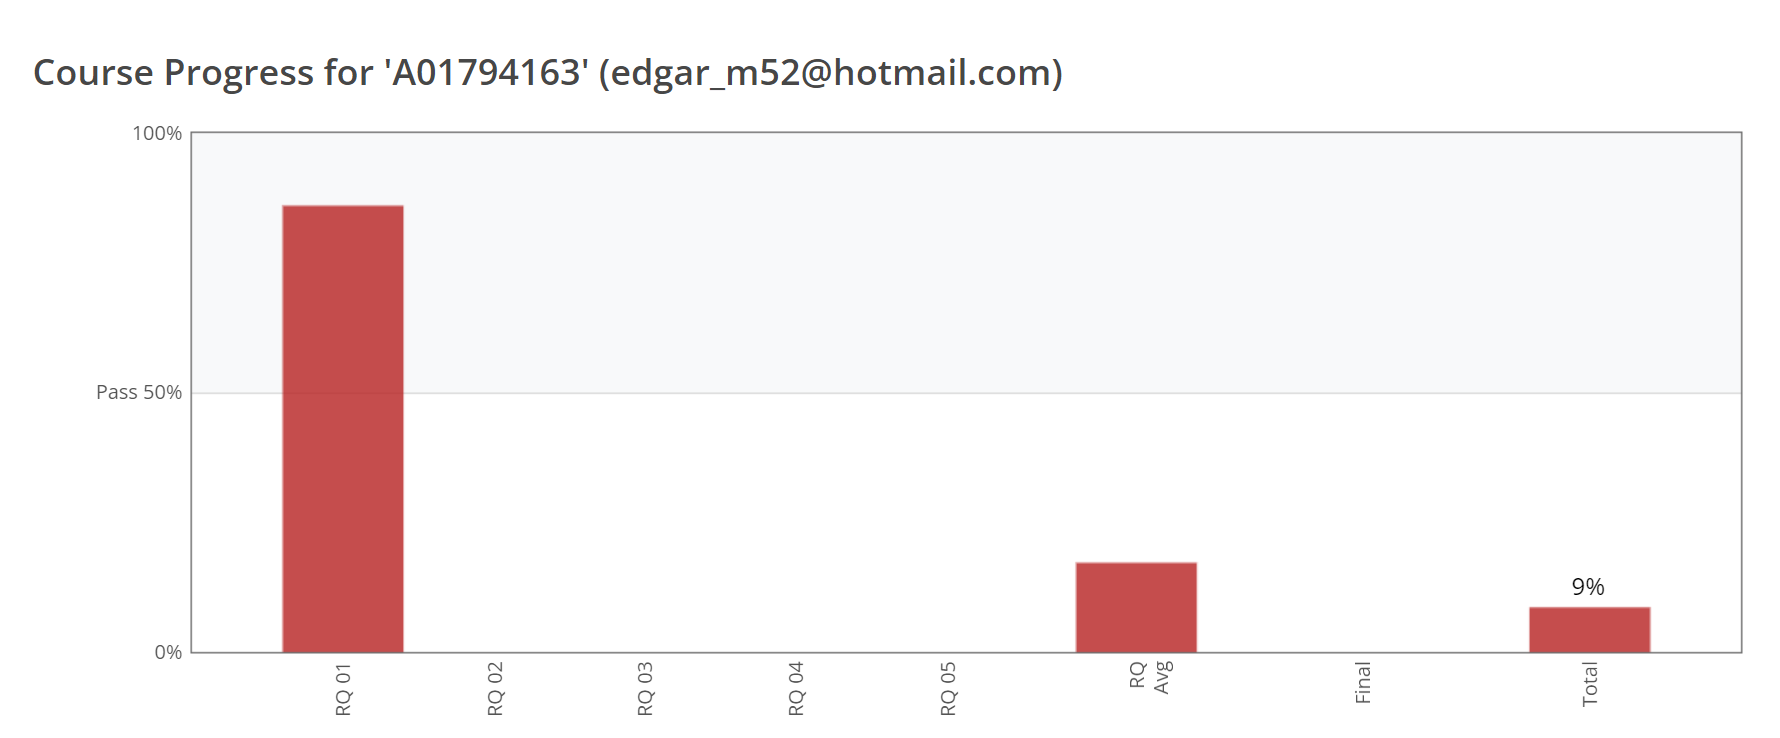 Course Progress for 'A01794163' (edgar_m52@hotmail.com)
100%
Pass 50%
0%
9%
RQ 01
RQ 02
RQ 03
RQ 04
RQ 05
RQ
Avg
Final
Total